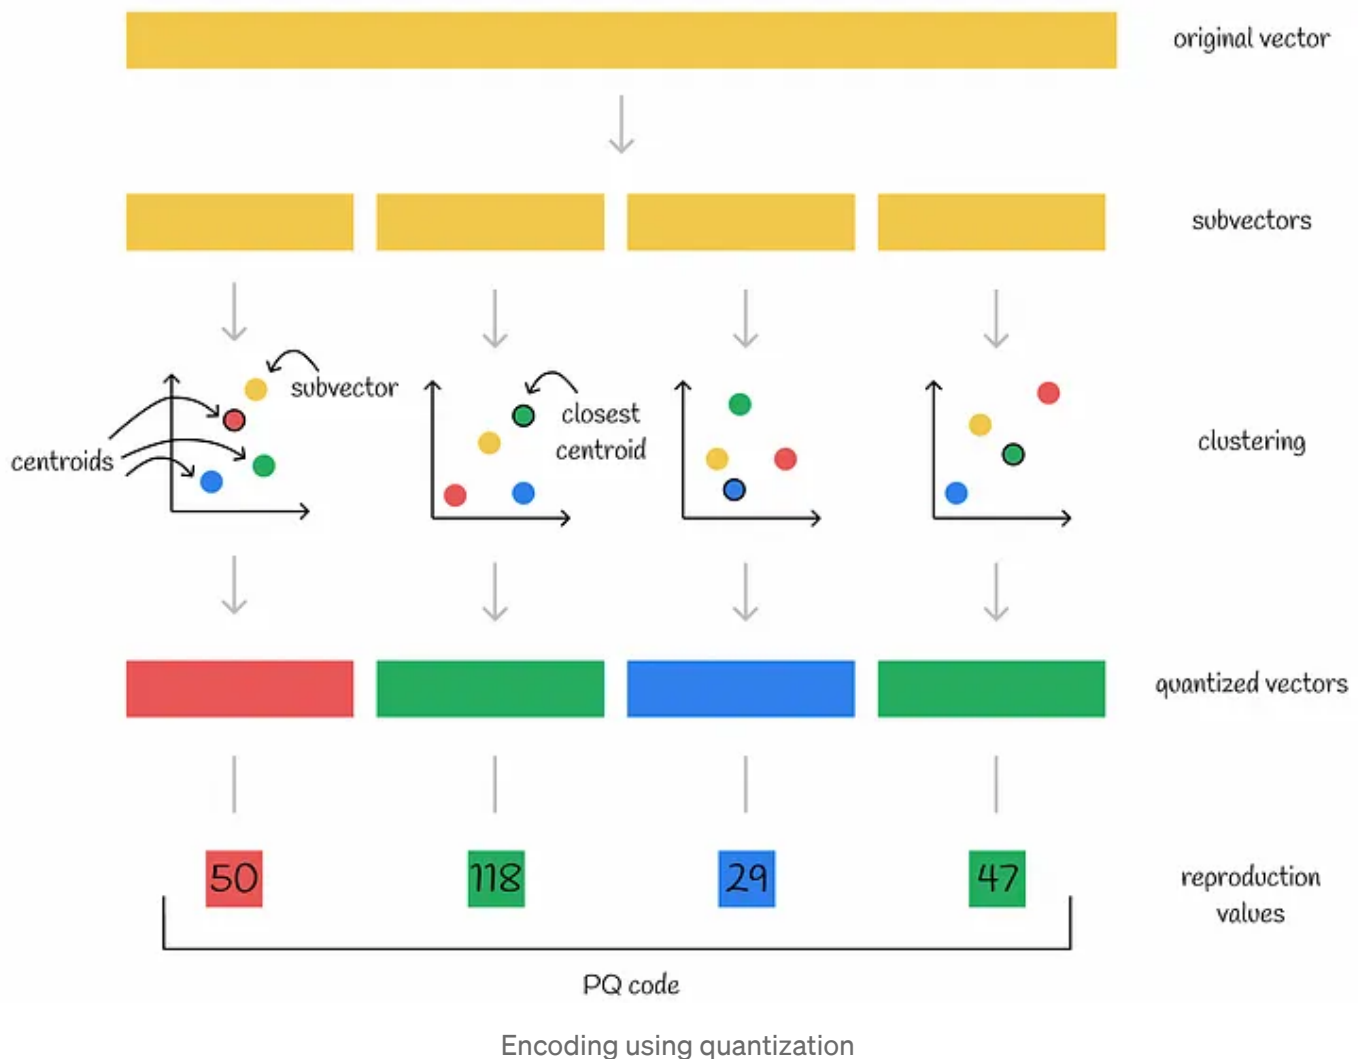 original vector
subvectors
subvector
centroids
closest
centroid
clustering
quantized vectors
50
118
29
47
reproduction
values
PQ code
Encoding using quantization